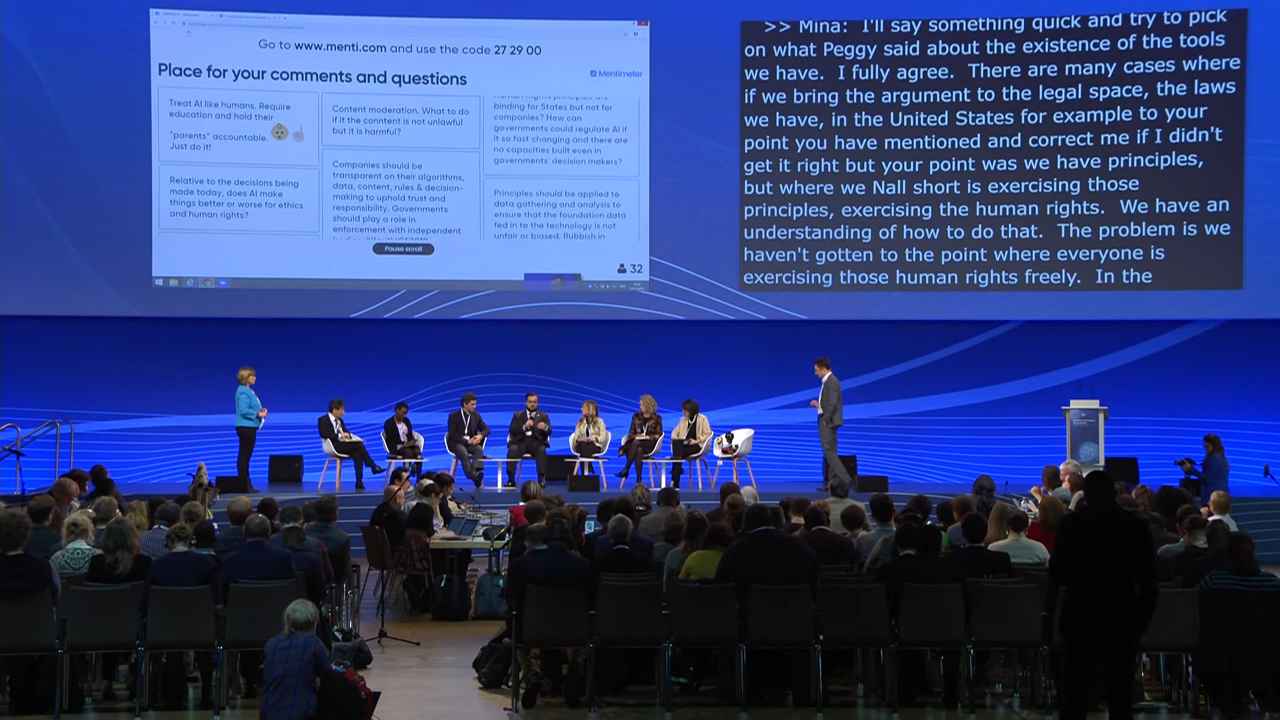 Go to www.menti.com and use the code 27 29 00
Place for your comments and questions
Mentimeter
Treat AI like humans. Require
education and hold their
"parents" accountable.
Just do it!
Relative to the decisions being
made today, does AI make
things better or worse for ethics
and human rights?
Content moderation. What to do
if it the conntent is not unlawful
but it is harmful?
Companies should be
transparent on their algorithms,
data, content, rules & decision-
making to uphold trust and
responsibility. Governments
should play a role in
enforcement with independent
binding for States but not for
companies? How can
governments could regulate AI if
it so fast changing and there are
no capacities built even in
governments' decision makers?
Principles should be applied to
data gathering and analysis to
ensure that the foundation data
fed in to the technology is not
unfair or biased. Rubbish in
Pause scroll
32
>> Mina: I'll say something quick and try to pick
on what Peggy said about the existence of the tools
we have. I fully agree. There are many cases where
if we bring the argument to the legal space, the laws
we have, in the United States for example to your
point you have mentioned and correct me if I didn't
get it right but your point was we have principles,
but where we Nall short is exercising those
principles, exercising the human rights. We have an
understanding of how to do that. The problem is we
haven't gotten to the point where everyone is
exercising those human rights freely. In the